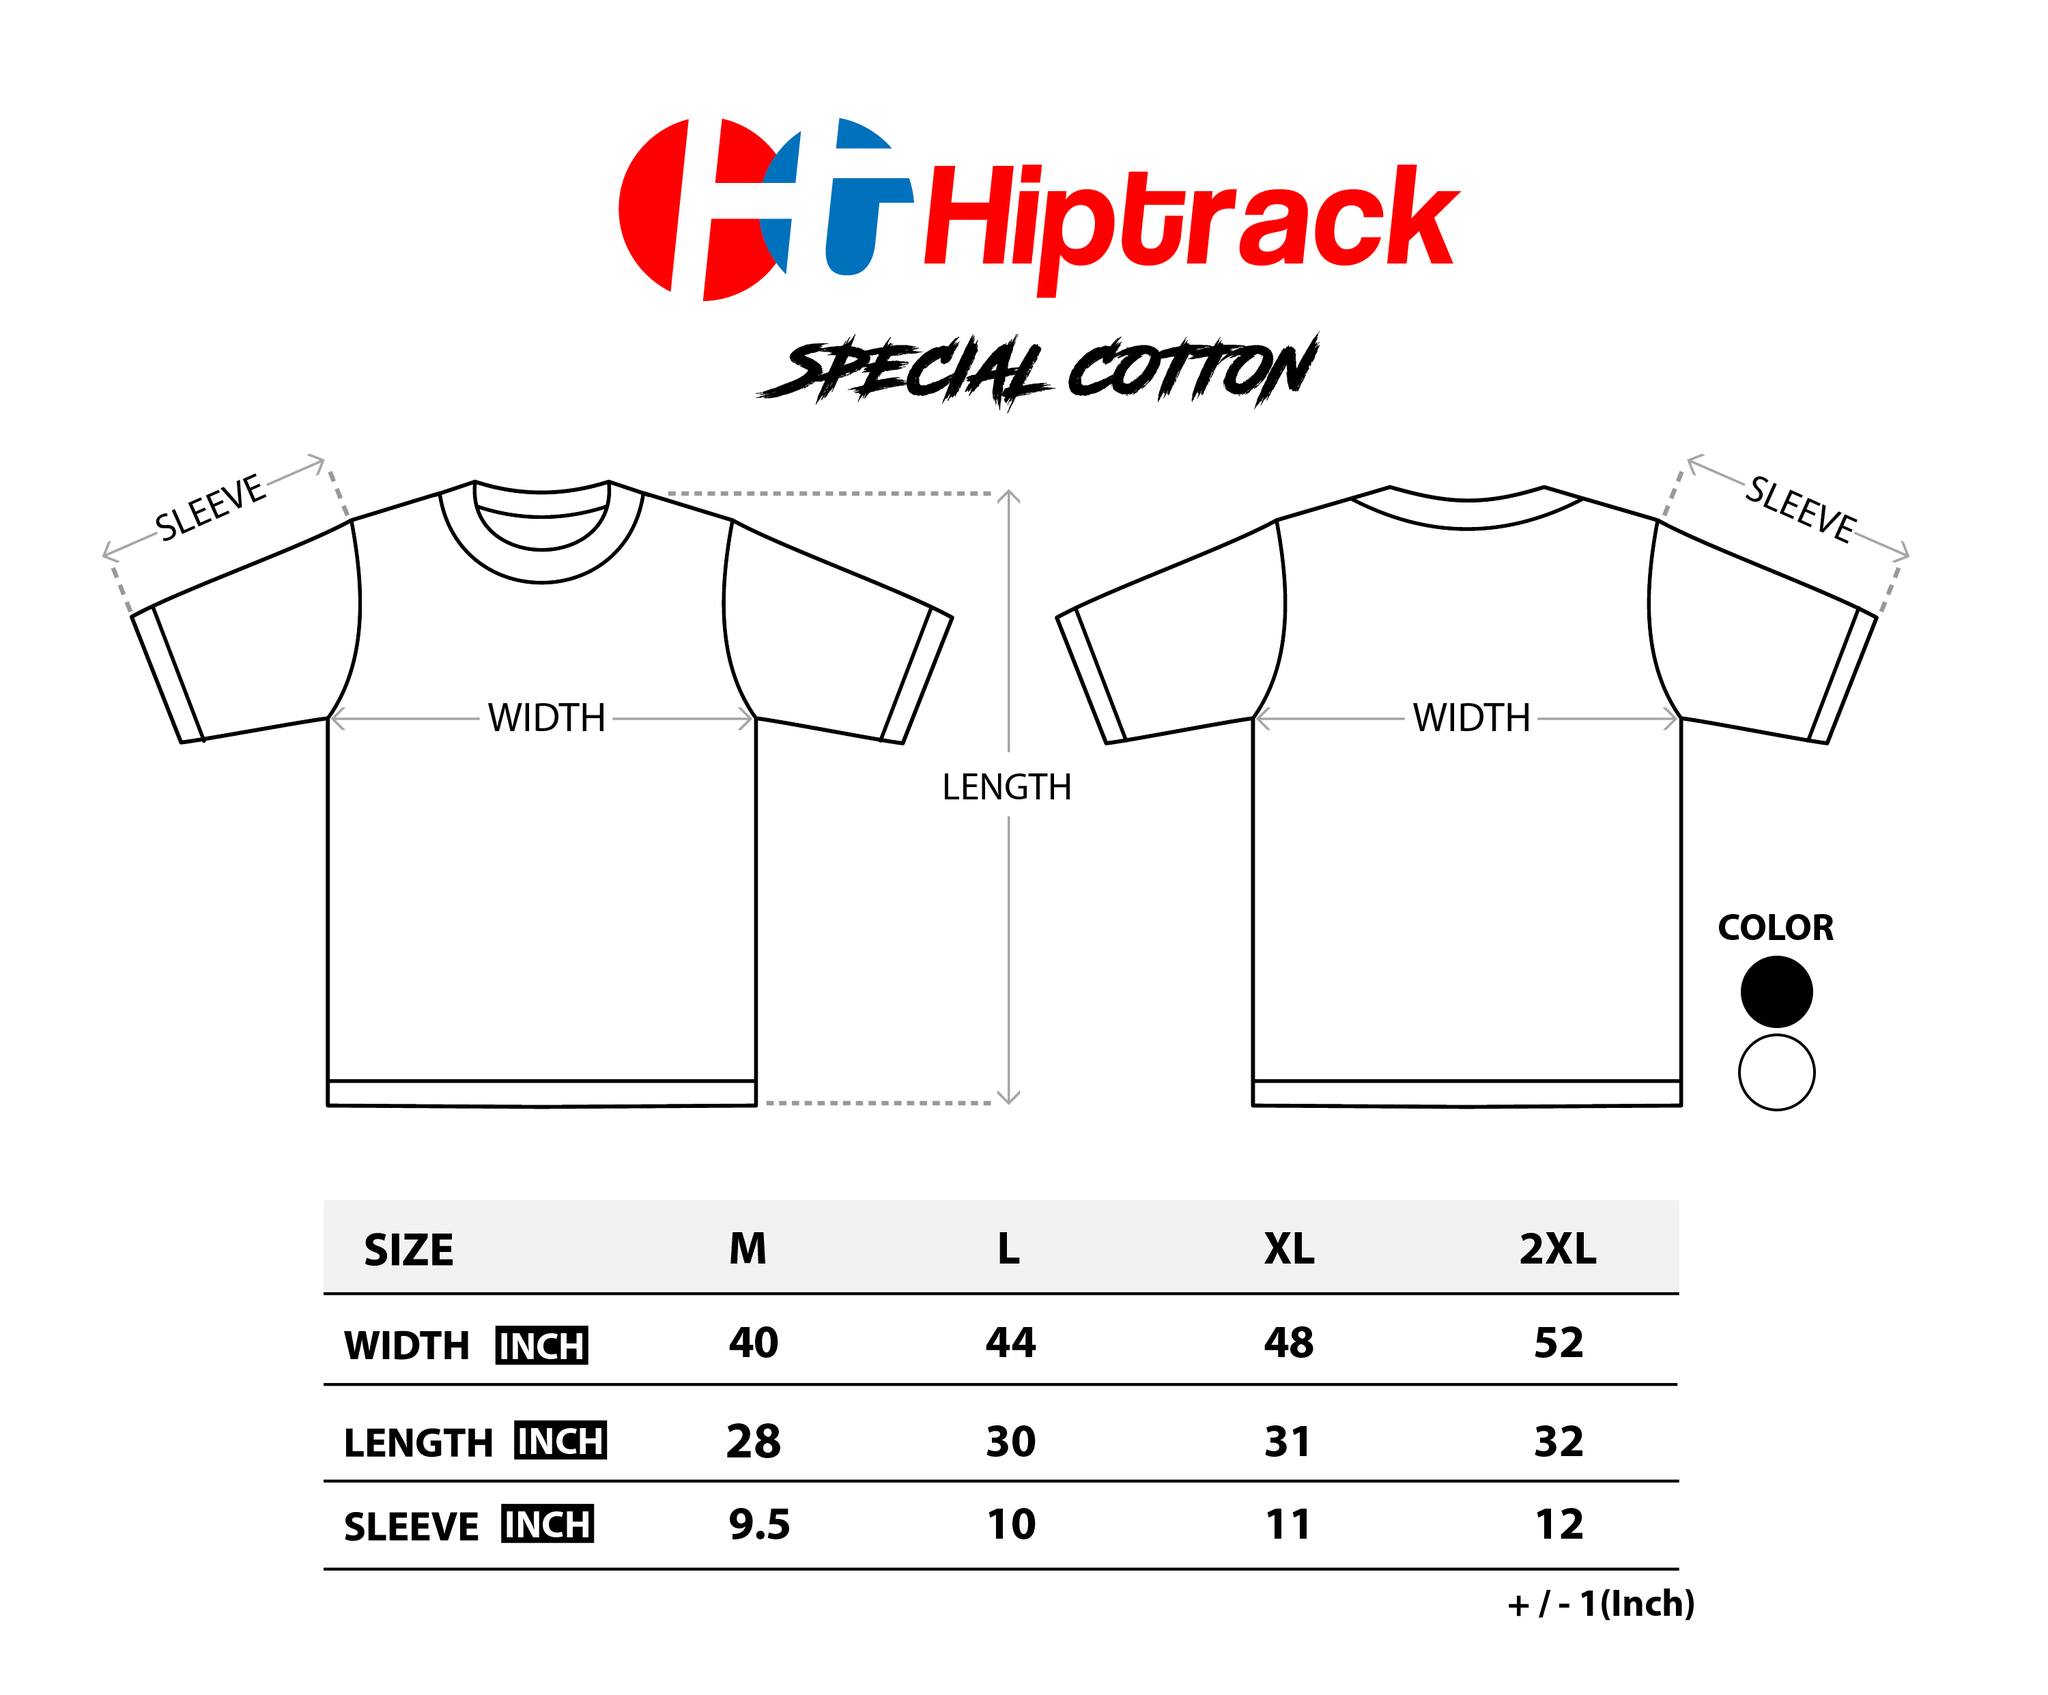 HT Hiptrack
SPECIAL COTTON
SLEEVE
SLEEVE
WIDTH
WIDTH
LENGTH
COLOR
SIZE M L XL 2XL
WIDTH INCH 40 44 48 52
LENGTH INCH 28 30 31 32
SLEEVE INCH 9.5 10 11 12
+ / - 1(Inch)